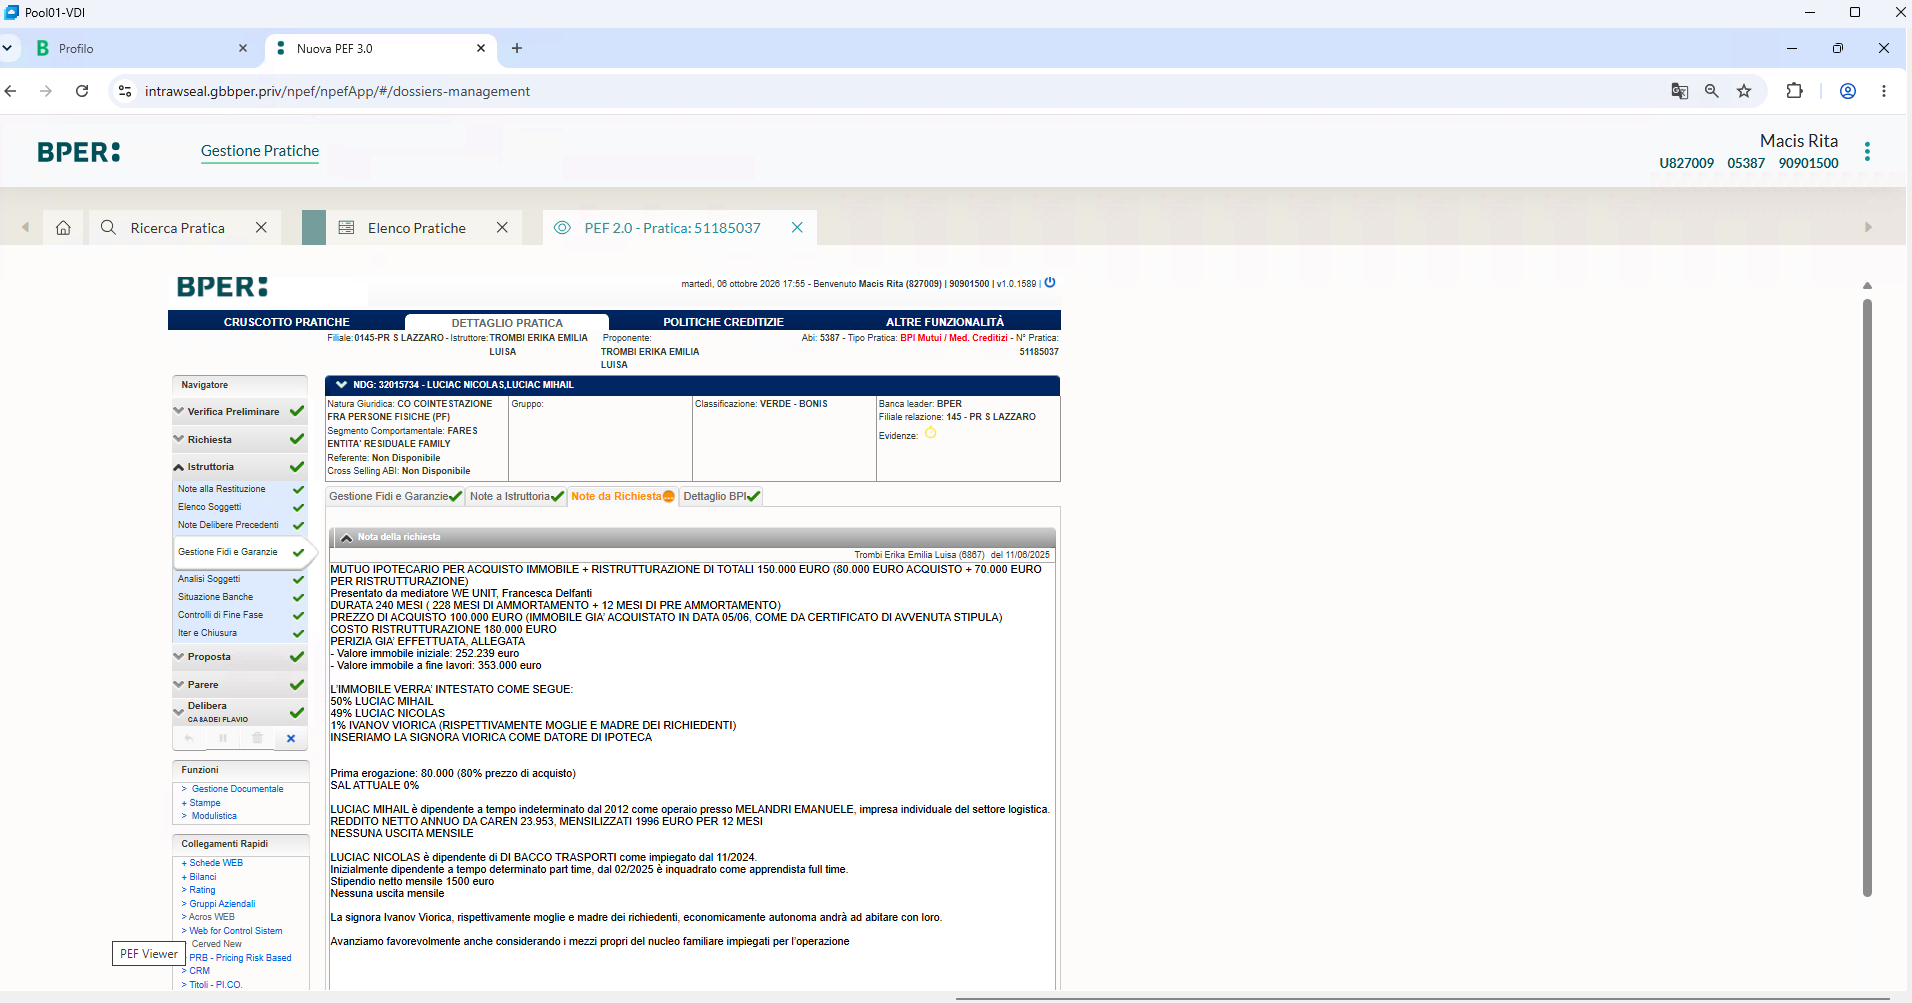 Pool01-VDI
Profilo
Nuova PEF 3.0
intrawseal.gbbper.priv/npef/npefApp/#/dossiers-management
BPER:
Gestione Pratiche
Macis Rita
U827009 05387 90901500
Ricerca Pratica
Elenco Pratiche
PEF 2.0 - Pratica: 51185037
BPER:
martedì, 06 ottobre 2026 17:55 - Benvenuto Macis Rita (827009) | 90901500 | v1.0.1589 |
CRUSCOTTO PRATICHE
DETTAGLIO PRATICA
POLITICHE CREDITIZIE
ALTRE FUNZIONALITÀ
Filiale: 0145-PR S LAZZARO - Istruttore: TROMBI ERIKA EMILIA LUISA
Proponente: TROMBI ERIKA EMILIA LUISA
Abi: 5387 - Tipo Pratica: BPI Mutui / Med. Creditizi - N° Pratica: 51185037
Navigatore
Verifica Preliminare
Richiesta
Istruttoria
Note alla Restituzione
Elenco Soggetti
Note Delibere Precedenti
Gestione Fidi e Garanzie
Analisi Soggetti
Situazione Banche
Controlli di Fine Fase
Iter e Chiusura
Proposta
Parere
Delibera
CASADEI FLAVIO
Funzioni
> Gestione Documentale
+ Stampe
> Modulistica
Collegamenti Rapidi
+ Schede WEB
+ Bilanci
> Rating
> Gruppi Aziendali
> Acros WEB
> Web for Control Sistem
Cerved New
PRB - Pricing Risk Based
> CRM
> Titoli - PI.CO.
PEF Viewer
NDG: 32015734 - LUCIAC NICOLAS,LUCIAC MIHAIL
Natura Giuridica: CO COINTESTAZIONE
FRA PERSONE FISICHE (PF)
Segmento Comportamentale: FARES
ENTITA' RESIDUALE FAMILY
Referente: Non Disponibile
Cross Selling ABI: Non Disponibile
Gruppo:
Classificazione: VERDE - BONIS
Banca leader: BPER
Filiale relazione: 145 - PR S LAZZARO
Evidenze:
Gestione Fidi e Garanzie
Note a Istruttoria
Note da Richiesta
Dettaglio BPI
Nota della richiesta
Trombi Erika Emilia Luisa (6867) del 11/06/2025
MUTUO IPOTECARIO PER ACQUISTO IMMOBILE + RISTRUTTURAZIONE DI TOTALI 150.000 EURO (80.000 EURO ACQUISTO + 70.000 EURO
PER RISTRUTTURAZIONE)
Presentato da mediatore WE UNIT, Francesca Delfanti
DURATA 240 MESI ( 228 MESI DI AMMORTAMENTO + 12 MESI DI PRE AMMORTAMENTO)
PREZZO DI ACQUISTO 100.000 EURO (IMMOBILE GIA' ACQUISTATO IN DATA 05/06, COME DA CERTIFICATO DI AVVENUTA STIPULA)
COSTO RISTRUTTURAZIONE 180.000 EURO
PERIZIA GIA' EFFETTUATA, ALLEGATA
- Valore immobile iniziale: 252.239 euro
- Valore immobile a fine lavori: 353.000 euro
L'IMMOBILE VERRA' INTESTATO COME SEGUE:
50% LUCIAC MIHAIL
49% LUCIAC NICOLAS
1% IVANOV VIORICA (RISPETTIVAMENTE MOGLIE E MADRE DEI RICHIEDENTI)
INSERIAMO LA SIGNORA VIORICA COME DATORE DI IPOTECA
Prima erogazione: 80.000 (80% prezzo di acquisto)
SAL ATTUALE 0%
LUCIAC MIHAIL è dipendente a tempo indeterminato dal 2012 come operaio presso MELANDRI EMANUELE, impresa individuale del settore logistica.
REDDITO NETTO ANNUO DA CAREN 23.953, MENSILIZZATI 1996 EURO PER 12 MESI
NESSUNA USCITA MENSILE
LUCIAC NICOLAS è dipendente di DI BACCO TRASPORTI come impiegato dal 11/2024.
Inizialmente dipendente a tempo determinato part time, dal 02/2025 è inquadrato come apprendista full time.
Stipendio netto mensile 1500 euro
Nessuna uscita mensile
La signora Ivanov Viorica, rispettivamente moglie e madre dei richiedenti, economicamente autonoma andrà ad abitare con loro.
Avanziamo favorevolmente anche considerando i mezzi propri del nucleo familiare impiegati per l'operazione